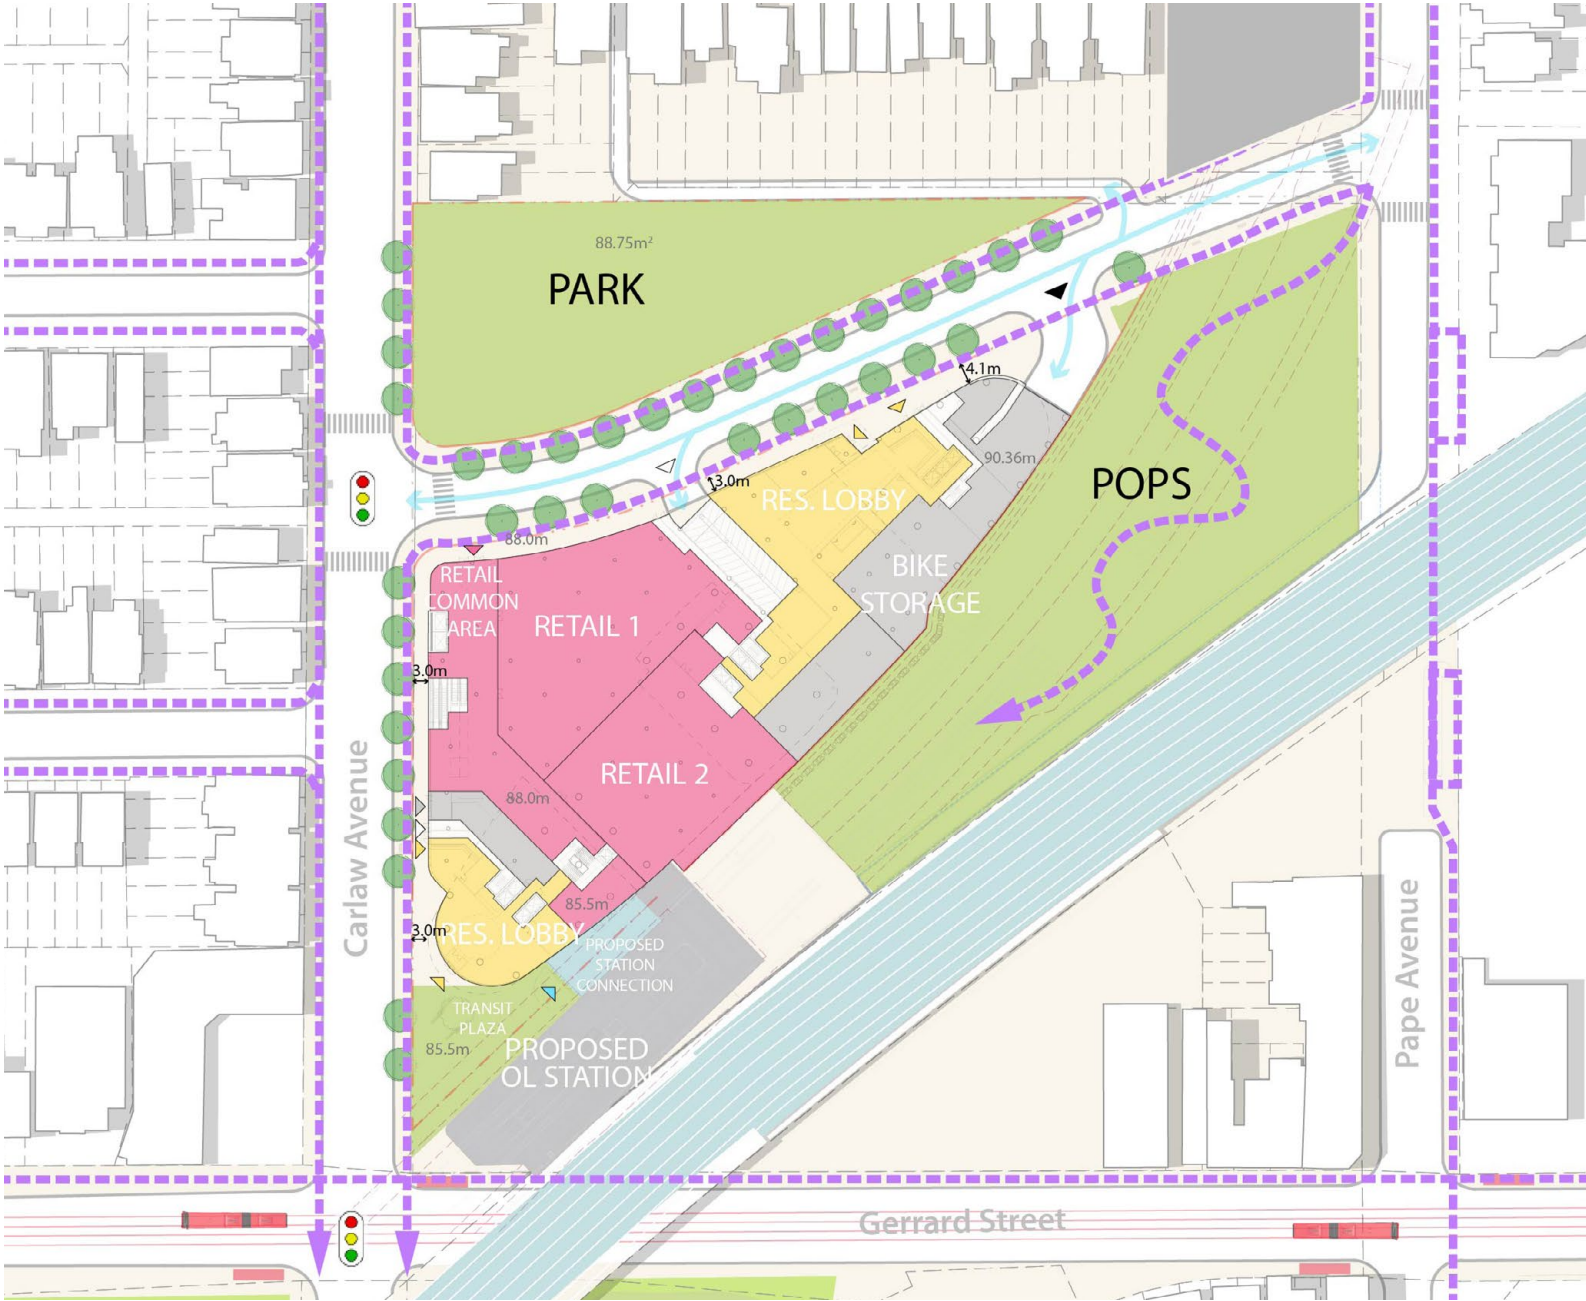 88.75m²
PARK
4.1m
90.36m
POPS
3.0m
RES. LOBBY
88.0m
BIKE
STORAGE
RETAIL
COMMON
AREA
RETAIL 1
3.0m
RETAIL 2
88.0m
Carlaw Avenue
85.5m
3.0m
RES. LOBBY
PROPOSED
STATION
CONNECTION
TRANSIT
PLAZA
85.5m
PROPOSED
OL STATION
Pape Avenue
Gerrard Street